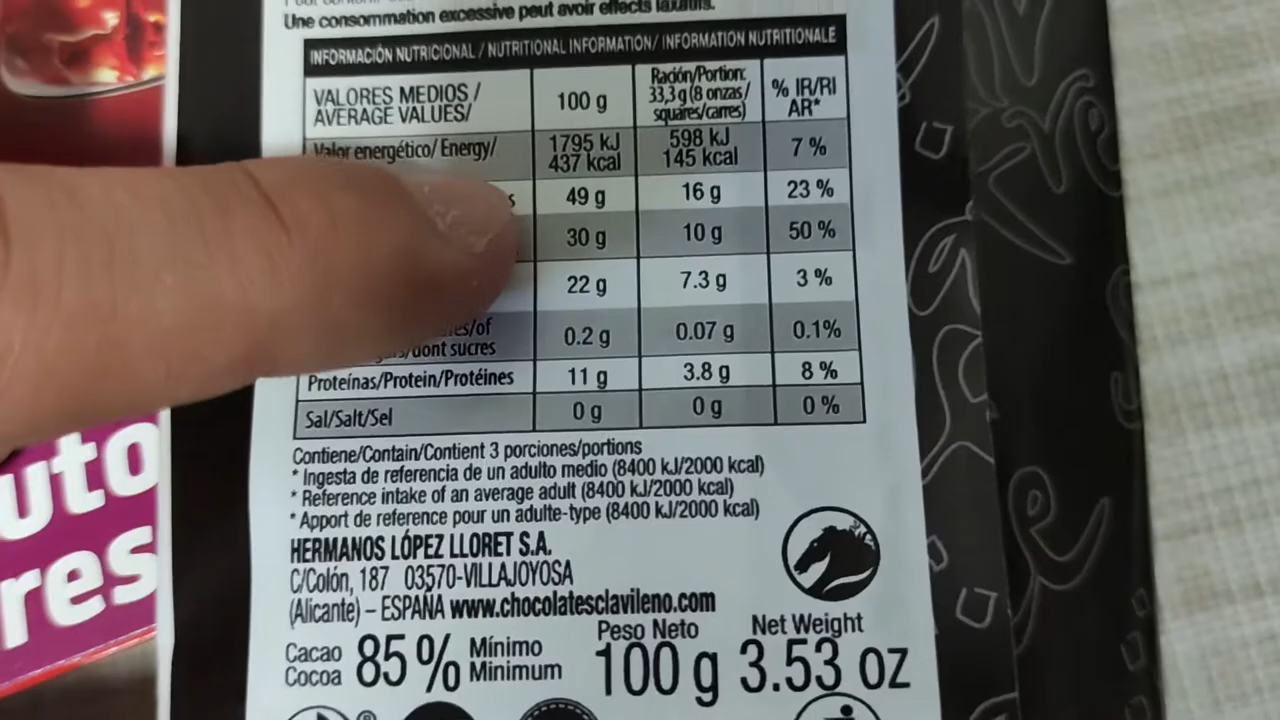 Une consommation excessive peut avoir effects laxatifs.
INFORMACIÓN NUTRICIONAL / NUTRITIONAL INFORMATION/ INFORMATION NUTRITIONALE
VALORES MEDIOS /
AVERAGE VALUES/
100 g
Ración/Portion:
33,3 g (8 onzas/
squares/carres)
% IR/RI
AR*
Valor energético/ Energy/
1795 kJ
437 kcal
598 kJ
145 kcal
7 %
49 g
16 g
23 %
30 g
10 g
50 %
22 g
7.3 g
3 %
/of
/dont sucres
0.2 g
0.07 g
0.1%
Proteínas/Protein/Protéines
11 g
3.8 g
8 %
Sal/Salt/Sel
0 g
0 g
0 %
Contiene/Contain/Contient 3 porciones/portions
* Ingesta de referencia de un adulto medio (8400 kJ/2000 kcal)
* Reference intake of an average adult (8400 kJ/2000 kcal)
* Apport de reference pour un adulte-type (8400 kJ/2000 kcal)
HERMANOS LÓPEZ LLORET S.A.
C/Colón, 187 03570-VILLAJOYOSA
(Alicante) – ESPAÑA www.chocolatesclavileno.com
Cacao
Cocoa
85%
Mínimo
Minimum
Peso Neto
100 g
Net Weight
3.53 oz
uto
res